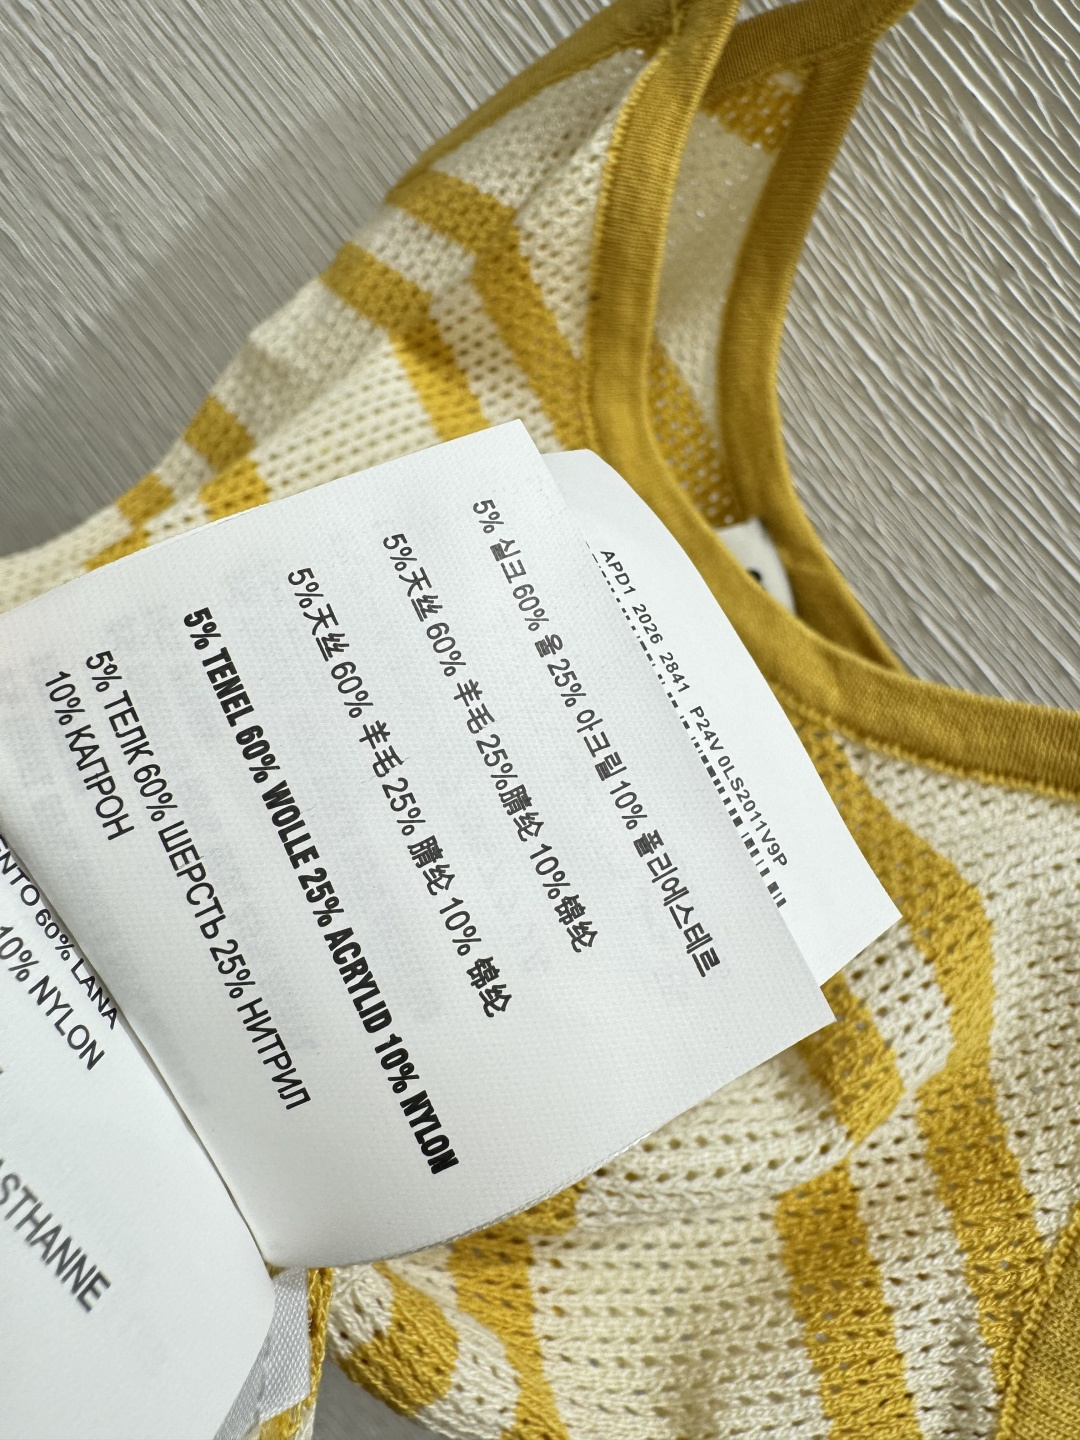 APD1 2026 2841 P24V 0LS2011V9P
5% 실크 60% 울 25% 아크릴 10% 폴리에스테르
5%天丝 60% 羊毛 25%腈纶 10%锦纶
5%天丝 60% 羊毛 25% 腈纶 10% 锦纶
5% TENEL 60% WOLLE 25% ACRYLID 10% NYLON
5% ТЕЛК 60% ШЕРСТЬ 25% НИТРИЛ
10% КАПРОН
ENTO 60% LANA
10% NYLON
ASTHANNE